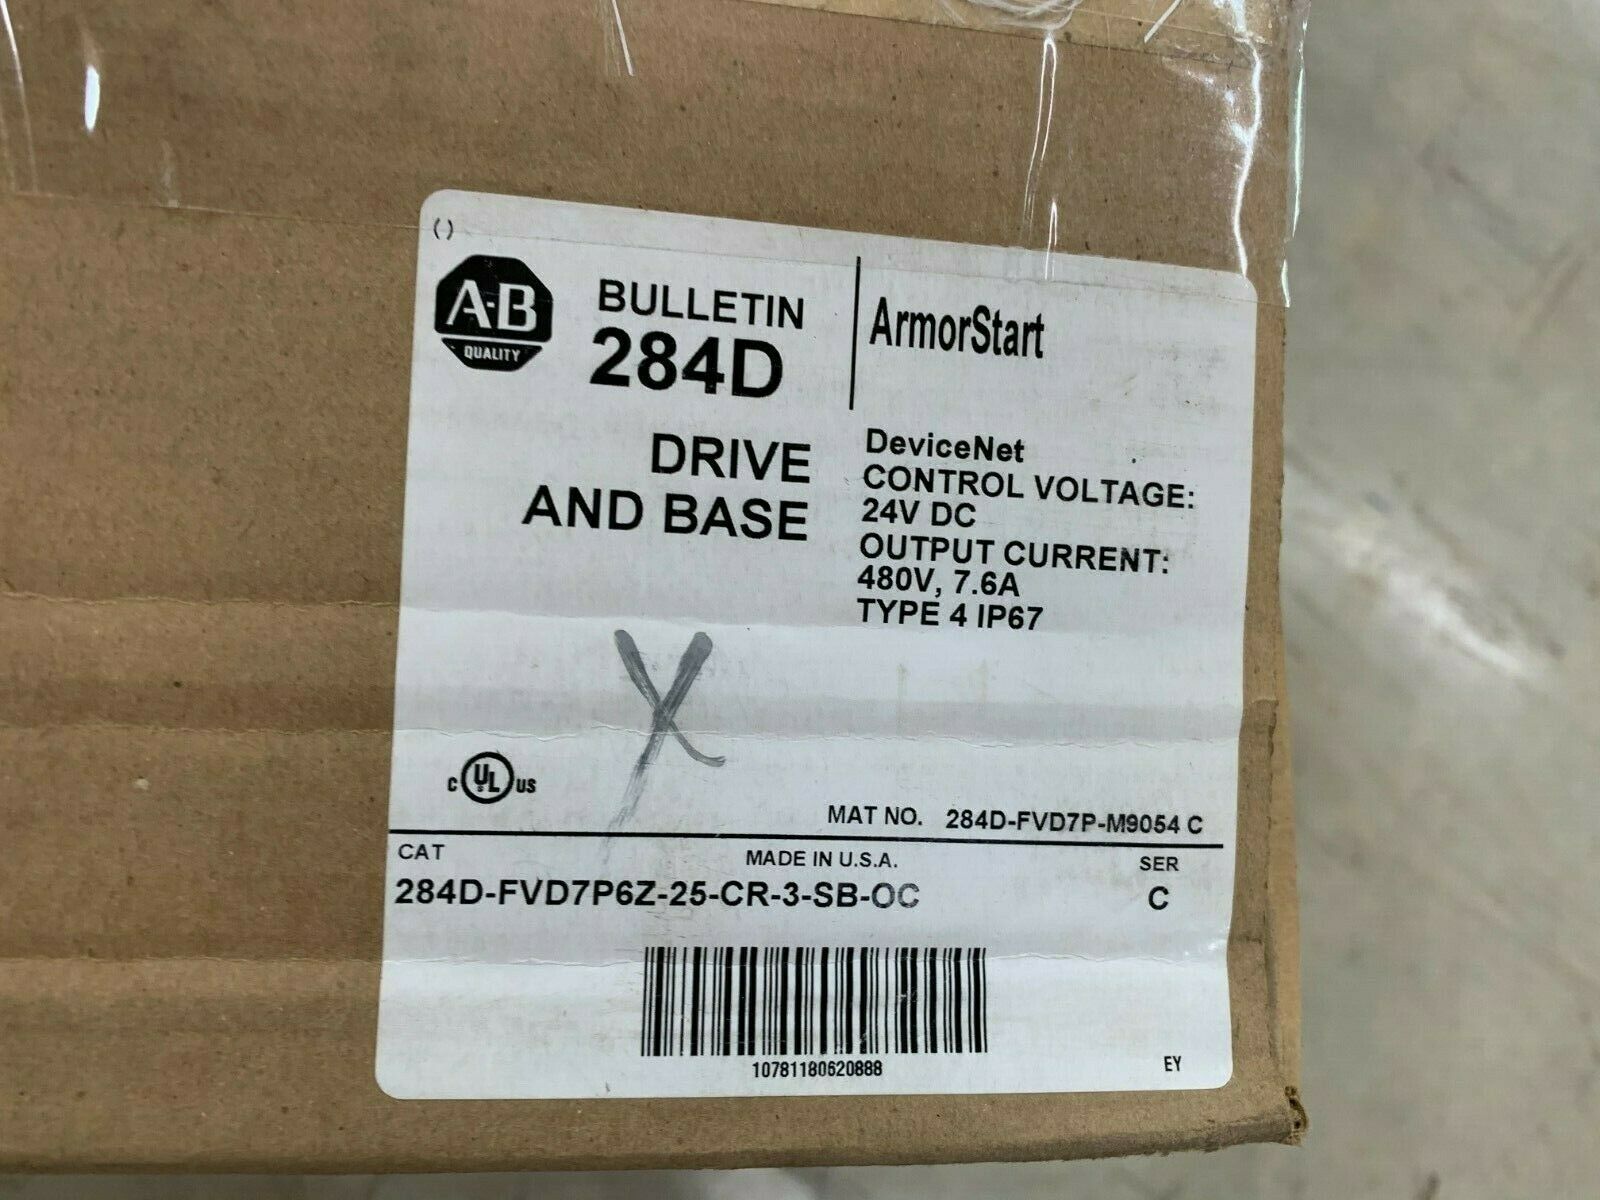 ()
A-B
QUALITY
BULLETIN
284D
ArmorStart
DRIVE
AND BASE
DeviceNet
CONTROL VOLTAGE:
24V DC
OUTPUT CURRENT:
480V, 7.6A
TYPE 4 IP67
X
C UL US
MAT NO. 284D-FVD7P-M9054 C
CAT MADE IN U.S.A. SER
284D-FVD7P6Z-25-CR-3-SB-OC C
10781180620888
EY